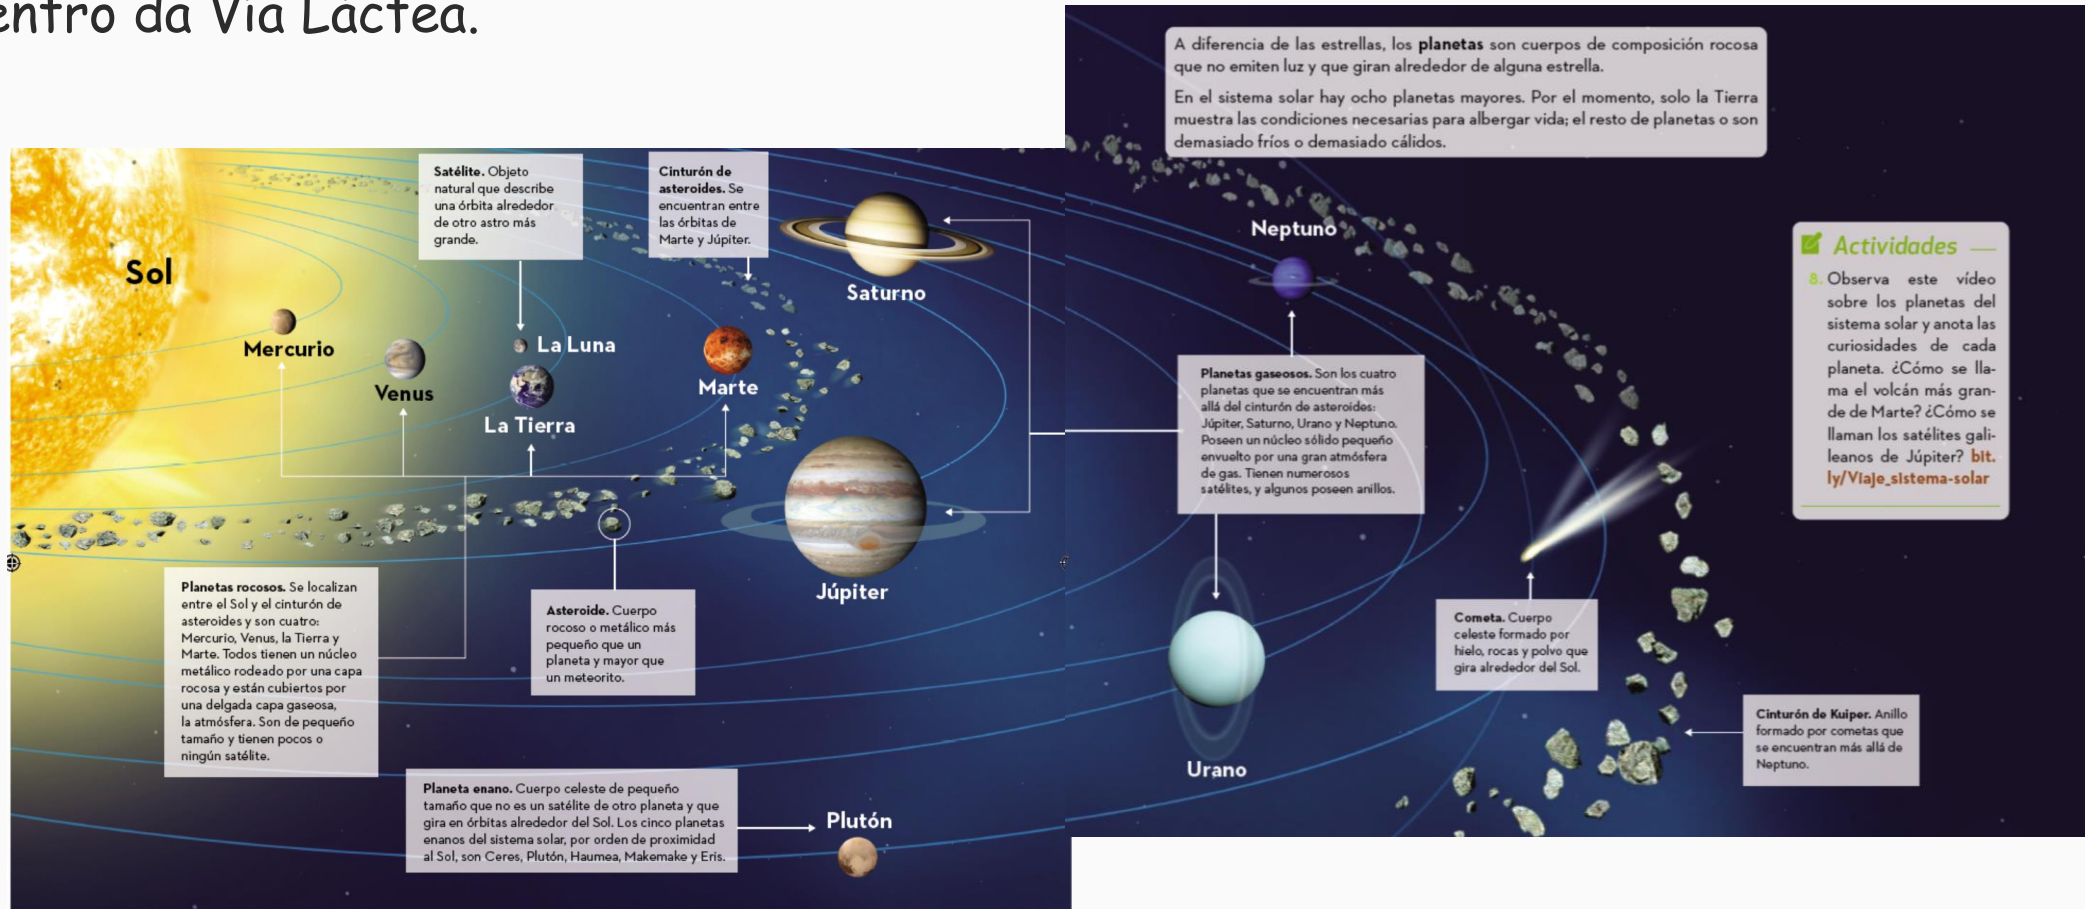 entro da Vía Láctea.
A diferencia de las estrellas, los planetas son cuerpos de composición rocosa
que no emiten luz y que giran alrededor de alguna estrella.
En el sistema solar hay ocho planetas mayores. Por el momento, solo la Tierra
muestra las condiciones necesarias para albergar vida; el resto de planetas o son
demasiado fríos o demasiado cálidos.
Satélite. Objeto
natural que describe
una órbita alrededor
de otro astro más
grande.
Cinturón de
asteroides. Se
encuentran entre
las órbitas de
Marte y Júpiter.
Sol
Mercurio
Venus
La Luna
La Tierra
Marte
Saturno
Júpiter
Neptuno
Planetas gaseosos. Son los cuatro
planetas que se encuentran más
allá del cinturón de asteroides:
Júpiter, Saturno, Urano y Neptuno.
Poseen un núcleo sólido pequeño
envuelto por una gran atmósfera
de gas. Tienen numerosos
satélites, y algunos poseen anillos.
Actividades
8. Observa este vídeo
sobre los planetas del
sistema solar y anota las
curiosidades de cada
planeta. ¿Cómo se lla-
ma el volcán más gran-
de de Marte? ¿Cómo se
llaman los satélites gali-
leanos de Júpiter? bit.
ly/Viaje_sistema-solar
Planetas rocosos. Se localizan
entre el Sol y el cinturón de
asteroides y son cuatro:
Mercurio, Venus, la Tierra y
Marte. Todos tienen un núcleo
metálico rodeado por una capa
rocosa y están cubiertos por
una delgada capa gaseosa,
la atmósfera. Son de pequeño
tamaño y tienen pocos o
ningún satélite.
Asteroide. Cuerpo
rocoso o metálico más
pequeño que un
planeta y mayor que
un meteorito.
Urano
Cometa. Cuerpo
celeste formado por
hielo, rocas y polvo que
gira alrededor del Sol.
Cinturón de Kuiper. Anillo
formado por cometas que
se encuentran más allá de
Neptuno.
Planeta enano. Cuerpo celeste de pequeño
tamaño que no es un satélite de otro planeta y que
gira en órbitas alrededor del Sol. Los cinco planetas
enanos del sistema solar, por orden de proximidad
al Sol, son Ceres, Plutón, Haumea, Makemake y Eris.
Plutón